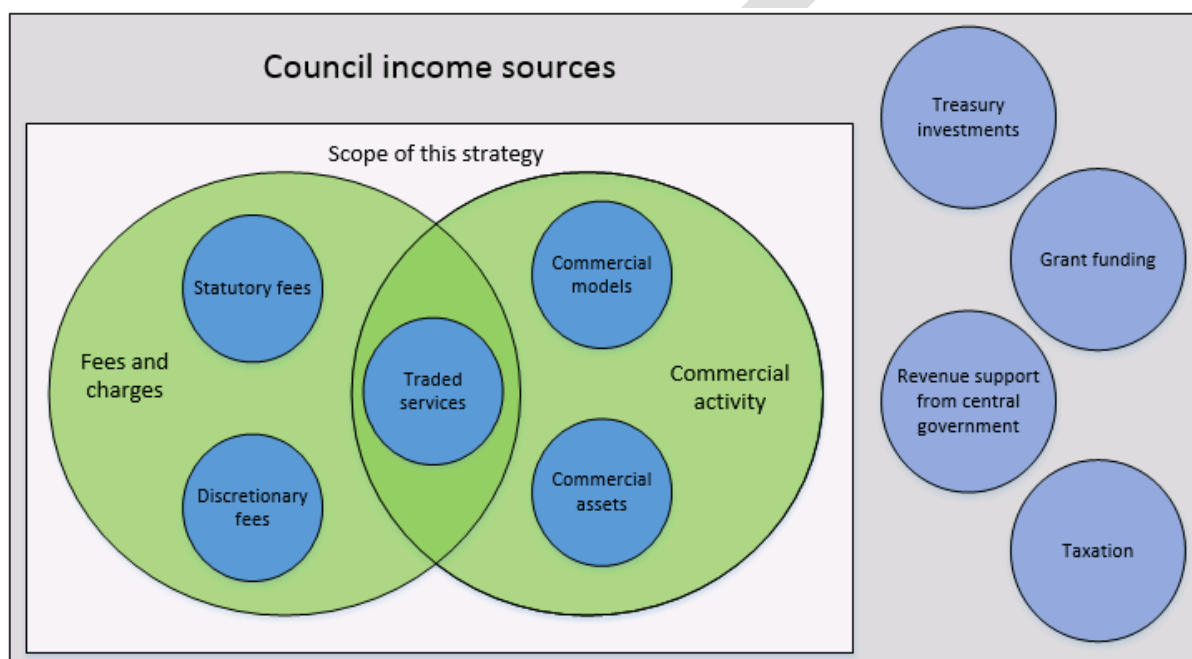 Council income sources
Scope of this strategy
Statutory fees
Fees and
charges
Discretionary
fees
Traded
services
Commercial
models
Commercial
activity
Commercial
assets
Treasury
investments
Grant funding
Revenue support
from central
government
Taxation